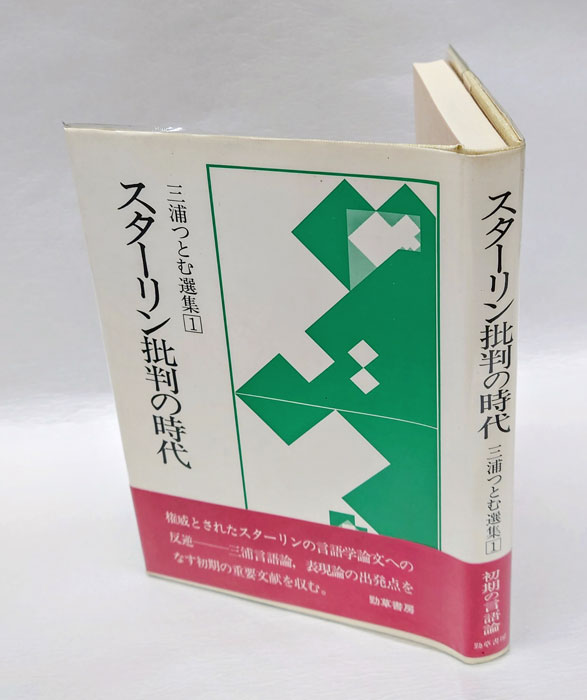 三浦つとむ選集1
スターリン批判の時代
権威とされたスターリンの言語学論文への
反逆――三浦言語論，表現論の出発点を
なす初期の重要文献を収む。
勁草書房
スターリン批判の時代
三浦つとむ選集1
初期の言語論
勁草書房